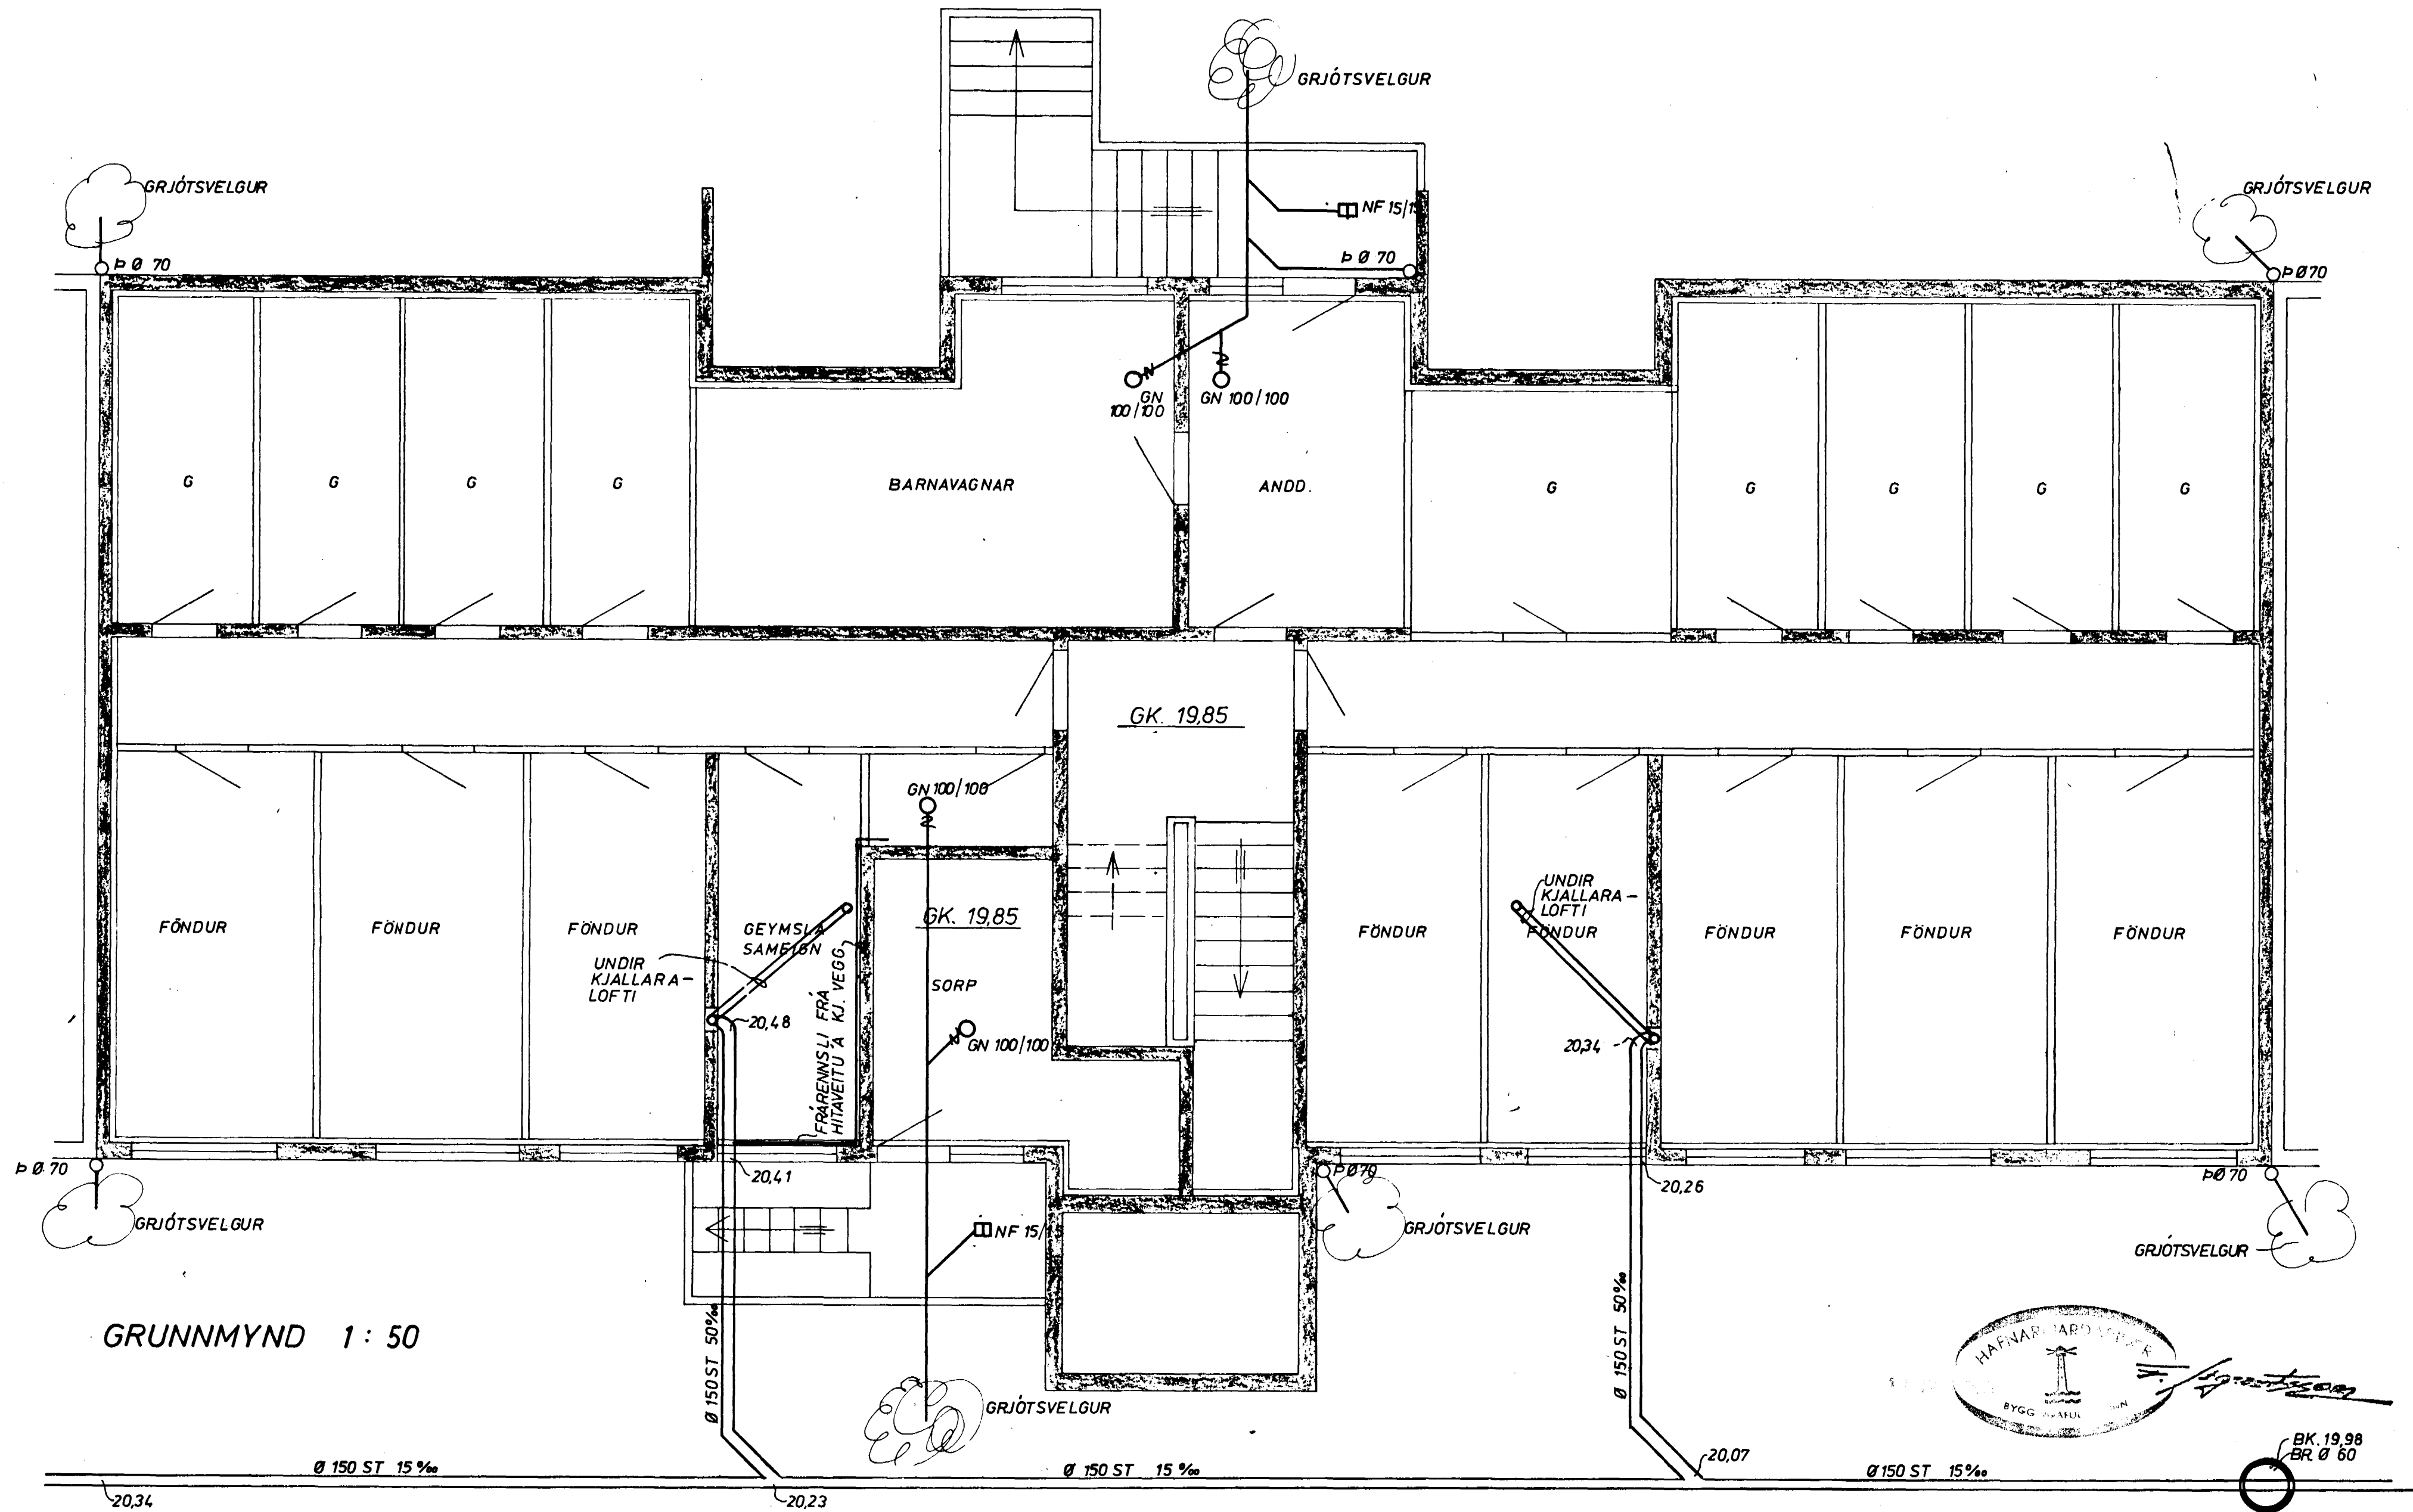 GRJÓTSVELGUR
GRJÓTSVELGUR
GRJÓTSVELGUR
NF 15/15
Þ Ø 70
Þ Ø 70
ÞØ70
GN
100/100
GN 100/100
G
G
G
G
BARNAVAGNAR
ANDD.
G
G
G
G
G
GK. 19,85
GN 100/100
GK. 19,85
FÖNDUR
FÖNDUR
FÖNDUR
GEYMSLA
SAMEIGN
UNDIR
KJALLARA-
LOFTI
SORP
FRÁRENNSLI FRÁ
HITAVEITU Á KJ. VEGG
20,48
GN 100/100
UNDIR
KJALLARA-
LOFTI
FÖNDUR
FÖNDUR
FÖNDUR
FÖNDUR
FÖNDUR
20,34
Þ Ø 70
GRJÓTSVELGUR
20,41
NF 15/15
ÞØ70
GRJÓTSVELGUR
20,26
ÞØ70
GRJÓTSVELGUR
GRUNNMYND 1 : 50
Ø 150 ST 50‰
GRJÓTSVELGUR
Ø 150 ST 50‰
Ø 150 ST 15‰
Ø 150 ST 15‰
20,07
Ø150 ST 15‰
BK. 19,98
BR. Ø 60
20,34
20,23